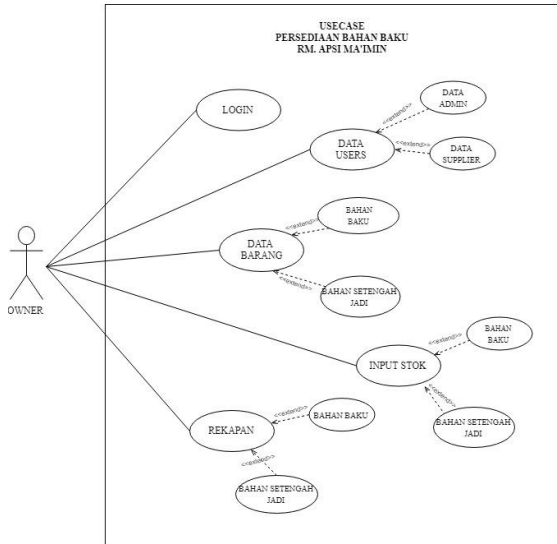 USECASE
PERSEDIAAN BAHAN BAKU
RM. APSI MA'IMIN
LOGIN
DATA
ADMIN
<<extend>>
DATA
USERS
<<extend>>
DATA
SUPPLIER
BAHAN
BAKU
<<extend>>
DATA
BARANG
<<extend>>
BAHAN SETENGAH
JADI
OWNER
BAHAN
BAKU
<<extend>>
INPUT STOK
<<extend>>
BAHAN SETENGAH
JADI
REKAPAN
<<extend>>
BAHAN BAKU
<<extend>>
BAHAN SETENGAH
JADI